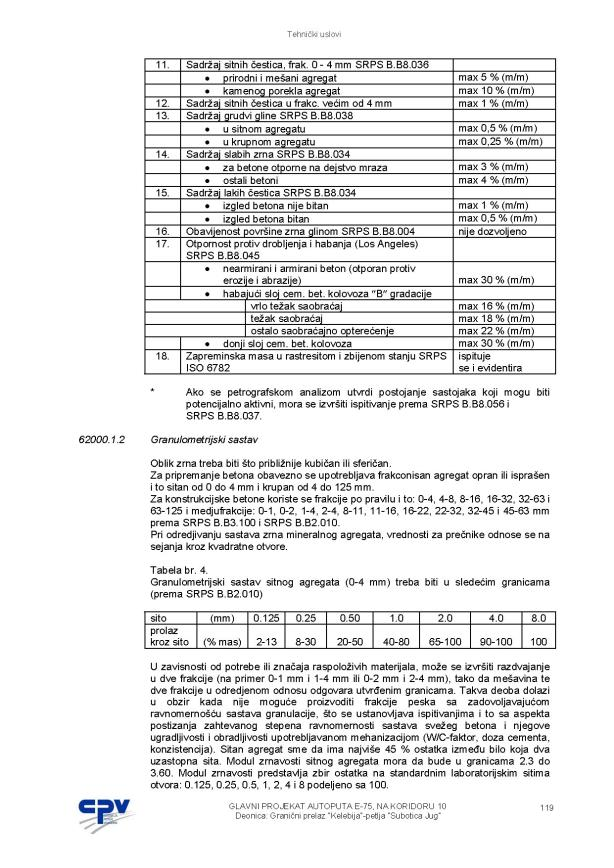 Tehnički uslovi
11. Sadržaj sitnih čestica, frak. 0 - 4 mm SRPS B.B8.036
• prirodni i mešani agregat max 5 % (m/m)
• kamenog porekla agregat max 10 % (m/m)
12. Sadržaj sitnih čestica u frakc. većim od 4 mm max 1 % (m/m)
13. Sadržaj grudvi gline SRPS B.B8.038
• u sitnom agregatu max 0,5 % (m/m)
• u krupnom agregatu max 0,25 % (m/m)
14. Sadržaj slabih zrna SRPS B.B8.034
• za betone otporne na dejstvo mraza max 3 % (m/m)
• ostali betoni max 4 % (m/m)
15. Sadržaj lakih čestica SRPS B.B8.034
• izgled betona nije bitan max 1 % (m/m)
• izgled betona bitan max 0,5 % (m/m)
16. Obavijenost površine zrna glinom SRPS B.B8.004 nije dozvoljeno
17. Otpornost protiv drobljenja i habanja (Los Angeles)
SRPS B.B8.045
• nearmirani i armirani beton (otporan protiv
erozije i abrazije) max 30 % (m/m)
• habajući sloj cem. bet. kolovoza "B" gradacije
vrlo težak saobraćaj max 16 % (m/m)
težak saobraćaj max 18 % (m/m)
ostalo saobraćajno opterećenje max 22 % (m/m)
• donji sloj cem. bet. kolovoza max 30 % (m/m)
18. Zapreminska masa u rastresitom i zbijenom stanju SRPS ispituje
ISO 6782 se i evidentira
* Ako se petrografskom analizom utvrdi postojanje sastojaka koji mogu biti
potencijalno aktivni, mora se izvršiti ispitivanje prema SRPS B.B8.056 i
SRPS B.B8.037.
62000.1.2 Granulometrijski sastav
Oblik zrna treba biti što približnije kubičan ili sferičan.
Za pripremanje betona obavezno se upotrebljava frakconisan agregat opran ili isprašen
i to sitan od 0 do 4 mm i krupan od 4 do 125 mm.
Za konstrukcijske betone koriste se frakcije po pravilu i to: 0-4, 4-8, 8-16, 16-32, 32-63 i
63-125 i medjufrakcije: 0-1, 0-2, 1-4, 2-4, 8-11, 11-16, 16-22, 22-32, 32-45 i 45-63 mm
prema SRPS B.B3.100 i SRPS B.B2.010.
Pri odredjivanju sastava zrna mineralnog agregata, vrednosti za prečnike odnose se na
sejanja kroz kvadratne otvore.
Tabela br. 4.
Granulometrijski sastav sitnog agregata (0-4 mm) treba biti u sledećim granicama
(prema SRPS B.B2.010)
sito (mm) 0.125 0.25 0.50 1.0 2.0 4.0 8.0
prolaz
kroz sito (% mas) 2-13 8-30 20-50 40-80 65-100 90-100 100
U zavisnosti od potrebe ili značaja raspoloživih materijala, može se izvršiti razdvajanje
u dve frakcije (na primer 0-1 mm i 1-4 mm ili 0-2 mm i 2-4 mm), tako da mešavina te
dve frakcije u odredjenom odnosu odgovara utvrđenim granicama. Takva deoba dolazi
u obzir kada nije moguće proizvoditi frakcije peska sa zadovoljavajućom
ravnomernošću sastava granulacije, što se ustanovljava ispitivanjima i to sa aspekta
postizanja zahtevanog stepena ravnomernosti sastava svežeg betona i njegove
ugradljivosti i obradljivosti upotrebljavanom mehanizacijom (W/C-faktor, doza cementa,
konzistencija). Sitan agregat sme da ima najviše 45 % ostatka između bilo koja dva
uzastopna sita. Modul zrnavosti sitnog agregata mora da bude u granicama 2.3 do
3.60. Modul zrnavosti predstavlja zbir ostatka na standardnim laboratorijskim sitima
otvora: 0.125, 0.25, 0.5, 1, 2, 4 i 8 podeljeno sa 100.
CPV
GLAVNI PROJEKAT AUTOPUTA E-75, NA KORIDORU 10 119
Deonica: Granični prelaz "Kelebija"-petlja "Subotica Jug"